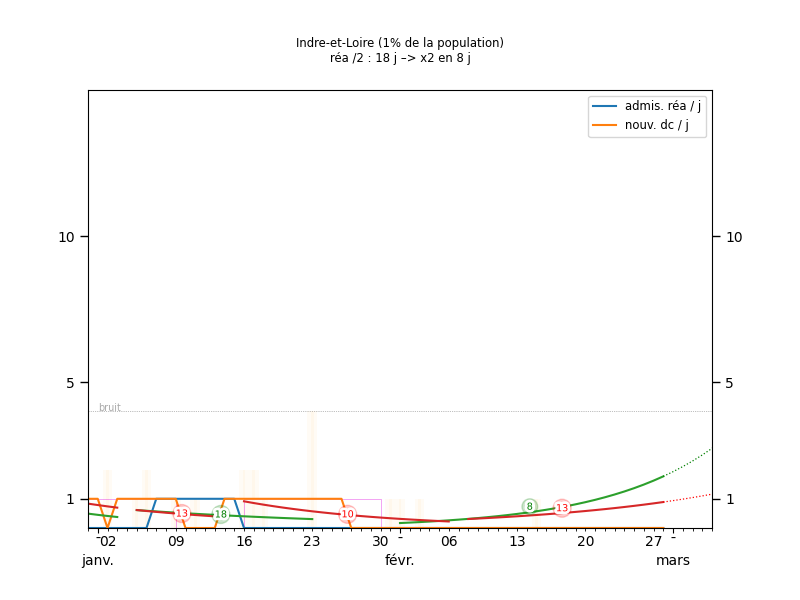 Indre-et-Loire (1% de la population)
réa /2 : 18 j –> x2 en 8 j
admis. réa / j
nouv. dc / j
10
10
5
5
bruit
1
1
13
18
10
8
13
02
09
16
23
30
06
13
20
27
janv.
févr.
mars